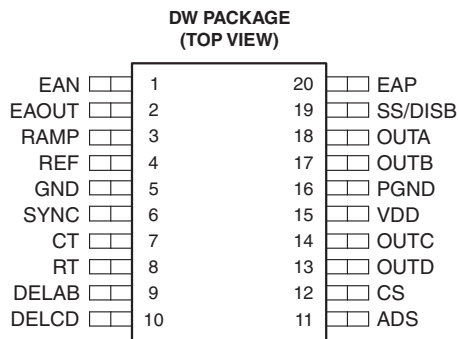 DW PACKAGE
(TOP VIEW)
EAN 1 20 EAP
EAOUT 2 19 SS/DISB
RAMP 3 18 OUTA
REF 4 17 OUTB
GND 5 16 PGND
SYNC 6 15 VDD
CT 7 14 OUTC
RT 8 13 OUTD
DELAB 9 12 CS
DELCD 10 11 ADS